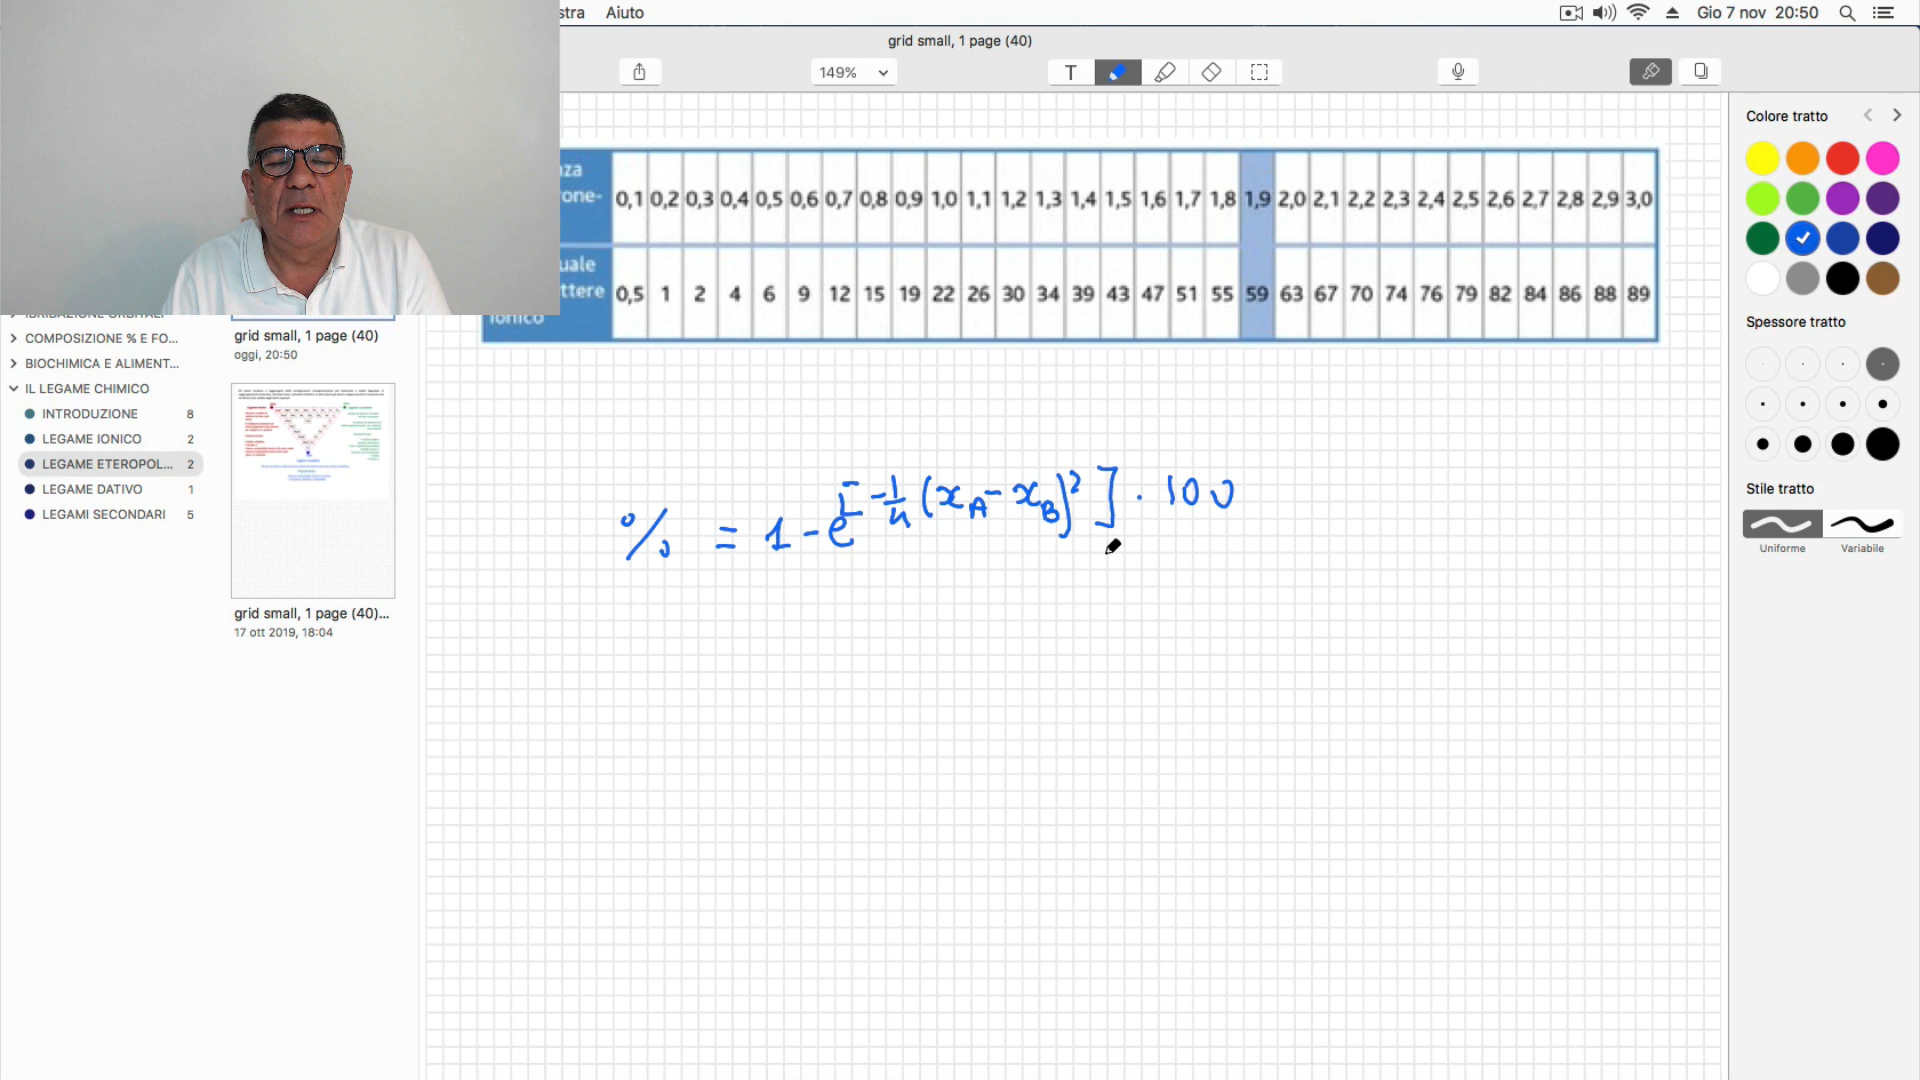 stra Aiuto Gio 7 nov 20:50
grid small, 1 page (40)
149% T
nza
one- 0,1 0,2 0,3 0,4 0,5 0,6 0,7 0,8 0,9 1,0 1,1 1,2 1,3 1,4 1,5 1,6 1,7 1,8 1,9 2,0 2,1 2,2 2,3 2,4 2,5 2,6 2,7 2,8 2,9 3,0
uale
ttere 0,5 1 2 4 6 9 12 15 19 22 26 30 34 39 43 47 51 55 59 63 67 70 74 76 79 82 84 86 88 89
ionico
COMPOSIZIONE % E FO...
BIOCHIMICA E ALIMENT...
IL LEGAME CHIMICO
INTRODUZIONE 8
LEGAME IONICO 2
LEGAME ETEROPOL... 2
LEGAME DATIVO 1
LEGAMI SECONDARI 5
grid small, 1 page (40)
oggi, 20:50
grid small, 1 page (40)...
17 ott 2019, 18:04
% = 1 - e^[-1/4 (x_A - x_B)^2] · 100
Colore tratto
Spessore tratto
Stile tratto
Uniforme Variabile